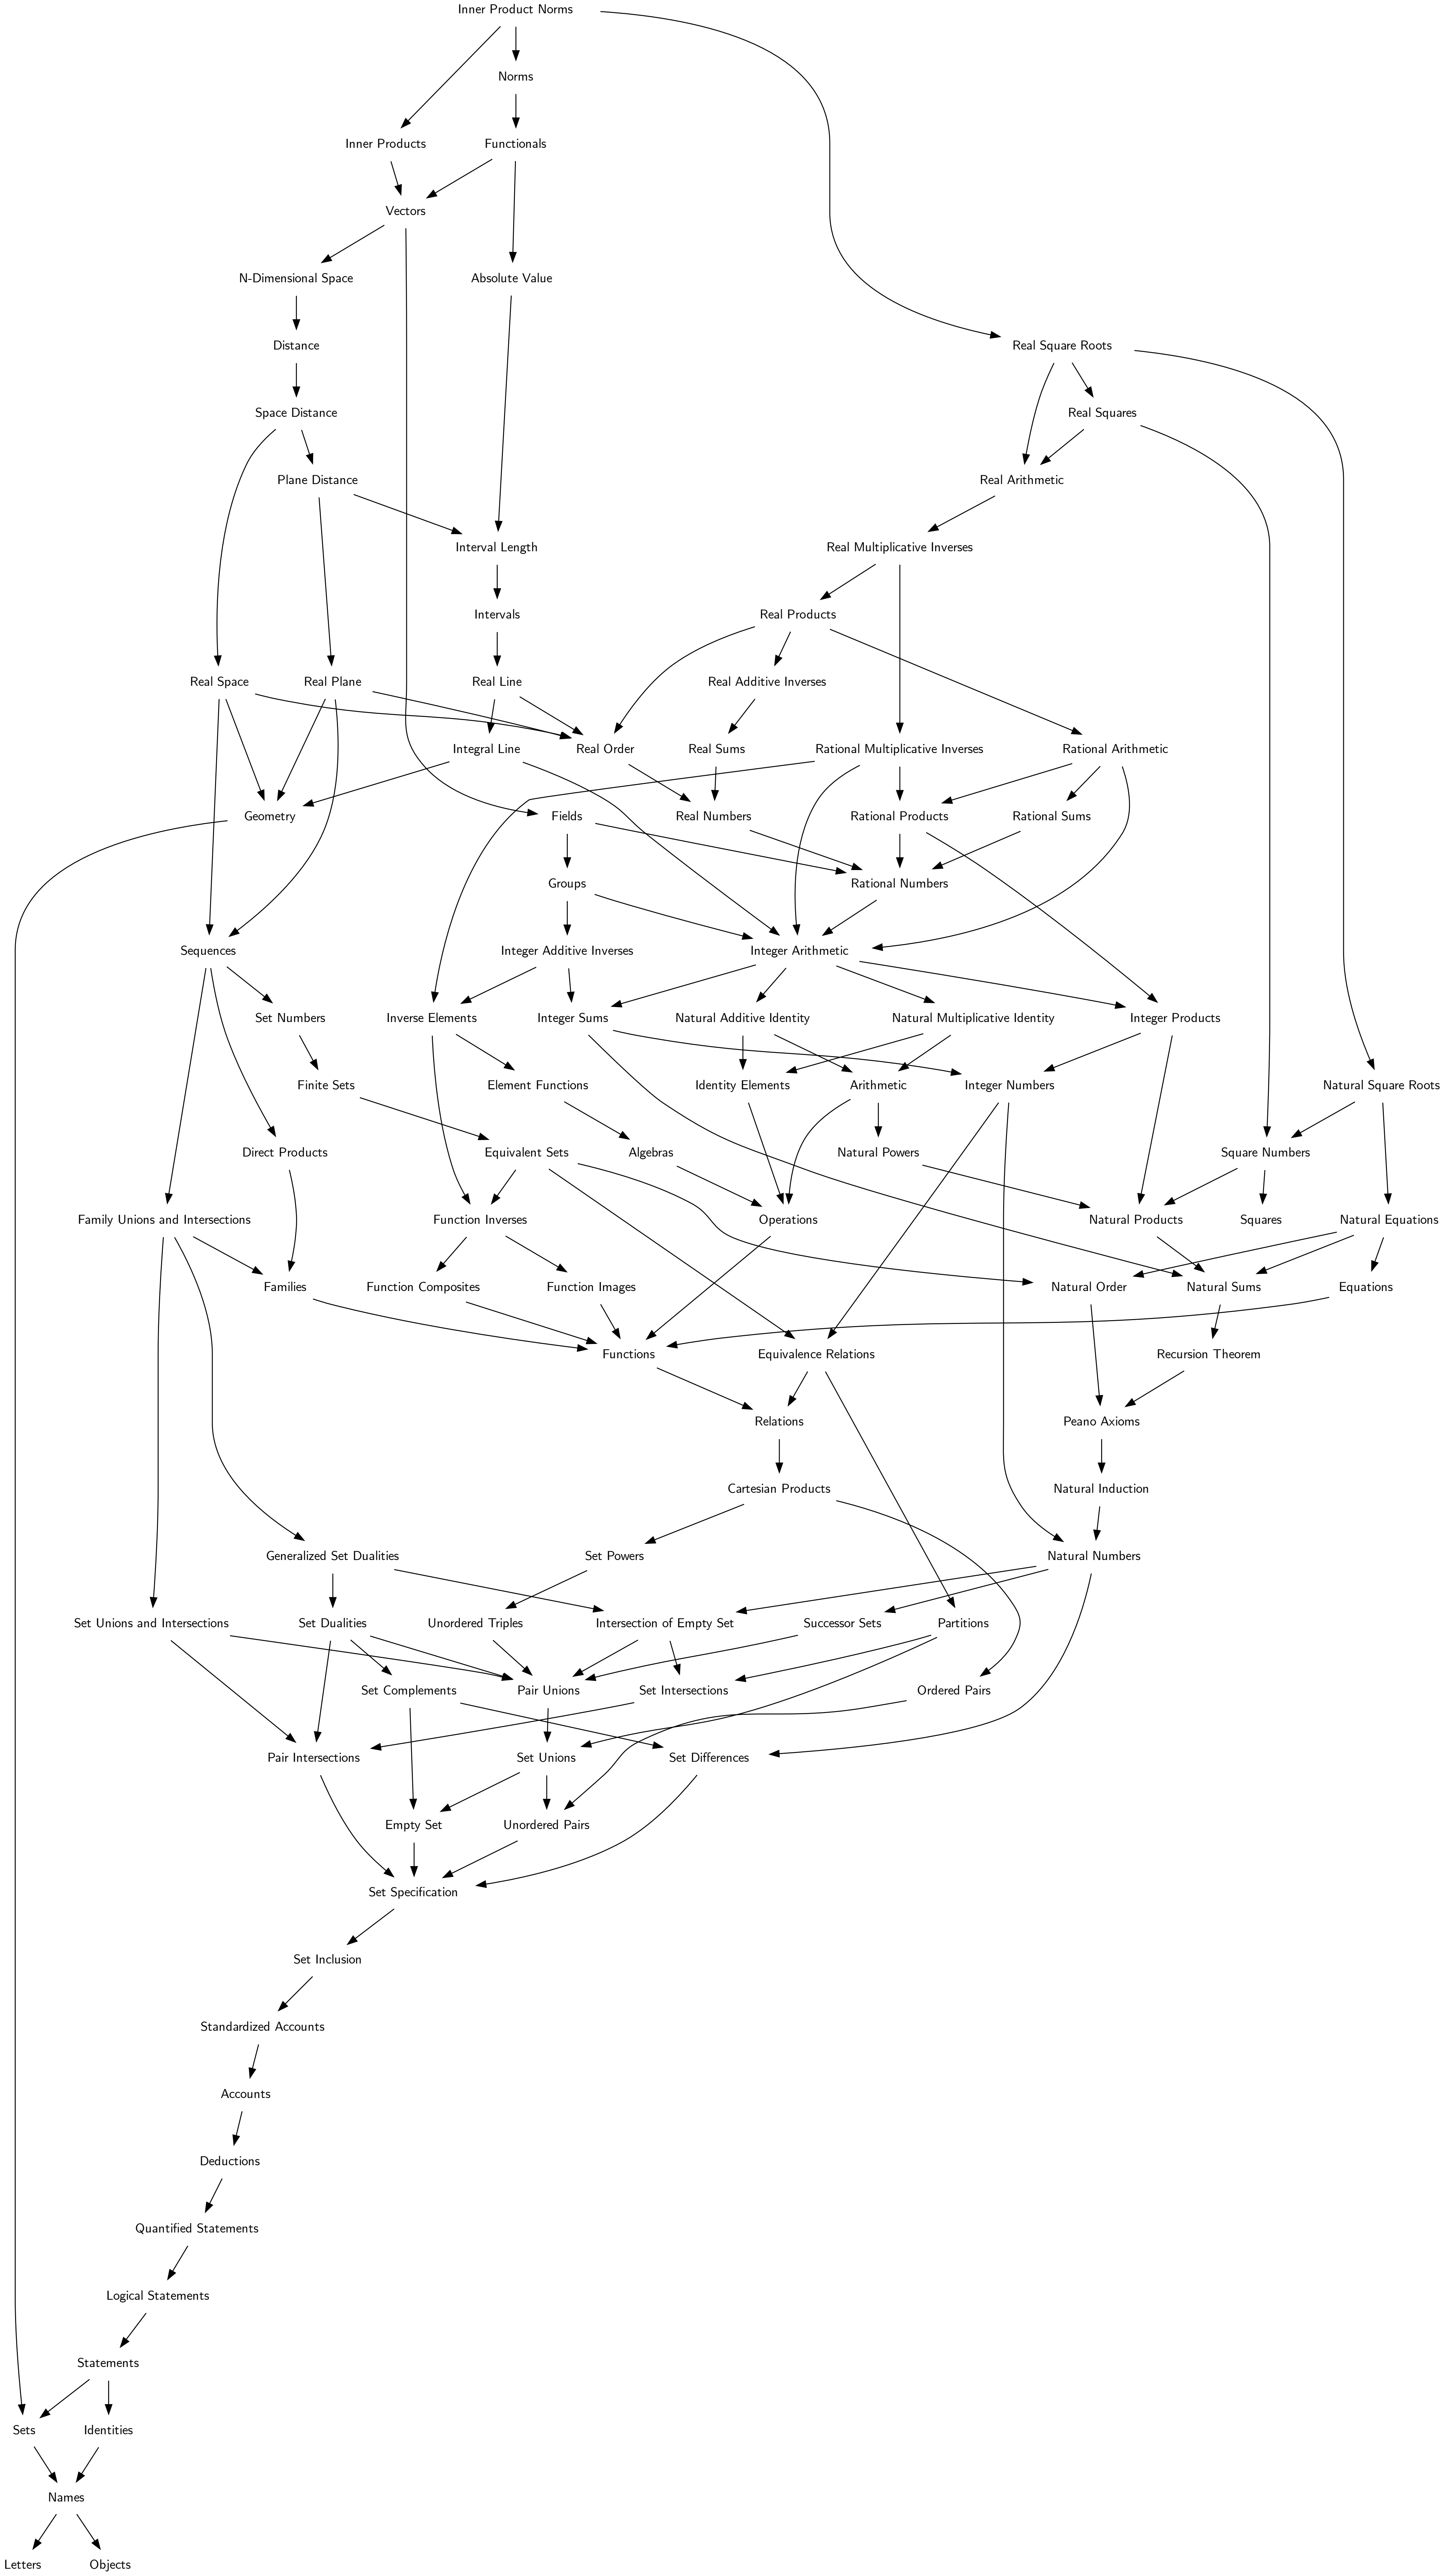 Inner Product Norms
Norms
Inner Products
Functionals
Vectors
N-Dimensional Space
Absolute Value
Distance
Real Square Roots
Space Distance
Real Squares
Plane Distance
Real Arithmetic
Interval Length
Real Multiplicative Inverses
Intervals
Real Products
Real Space
Real Plane
Real Line
Real Additive Inverses
Integral Line
Real Order
Real Sums
Rational Multiplicative Inverses
Rational Arithmetic
Geometry
Fields
Real Numbers
Rational Products
Rational Sums
Groups
Rational Numbers
Sequences
Integer Additive Inverses
Integer Arithmetic
Set Numbers
Inverse Elements
Integer Sums
Natural Additive Identity
Natural Multiplicative Identity
Integer Products
Finite Sets
Element Functions
Identity Elements
Arithmetic
Integer Numbers
Natural Square Roots
Direct Products
Equivalent Sets
Algebras
Natural Powers
Square Numbers
Family Unions and Intersections
Function Inverses
Operations
Natural Products
Squares
Natural Equations
Families
Function Composites
Function Images
Natural Order
Natural Sums
Equations
Functions
Equivalence Relations
Recursion Theorem
Relations
Peano Axioms
Cartesian Products
Natural Induction
Generalized Set Dualities
Set Powers
Natural Numbers
Set Unions and Intersections
Set Dualities
Unordered Triples
Intersection of Empty Set
Successor Sets
Partitions
Set Complements
Pair Unions
Set Intersections
Ordered Pairs
Pair Intersections
Set Unions
Set Differences
Empty Set
Unordered Pairs
Set Specification
Set Inclusion
Standardized Accounts
Accounts
Deductions
Quantified Statements
Logical Statements
Statements
Sets
Identities
Names
Letters
Objects